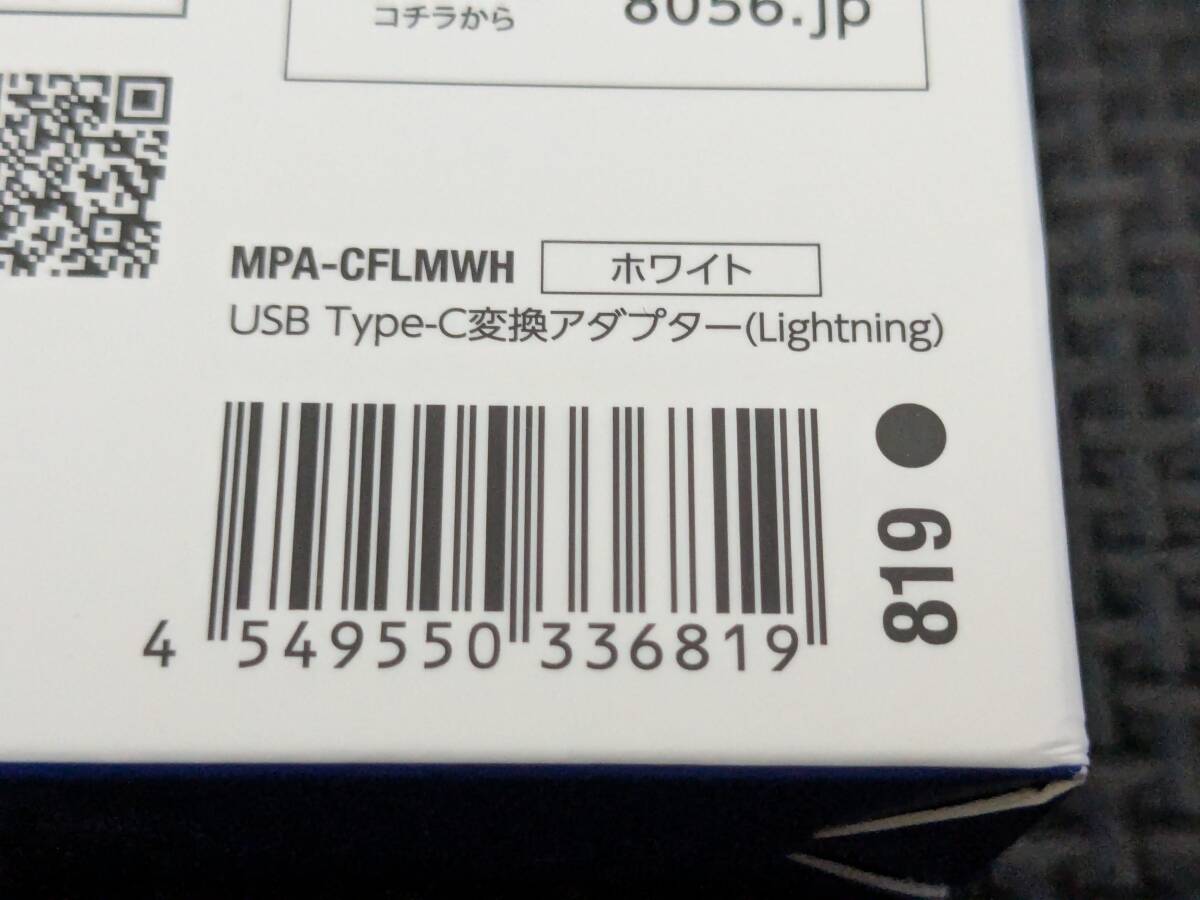 コチラから
8056.jp
MPA-CFLMWH ホワイト
USB Type-C変換アダプター(Lightning)
4 549550 336819
819